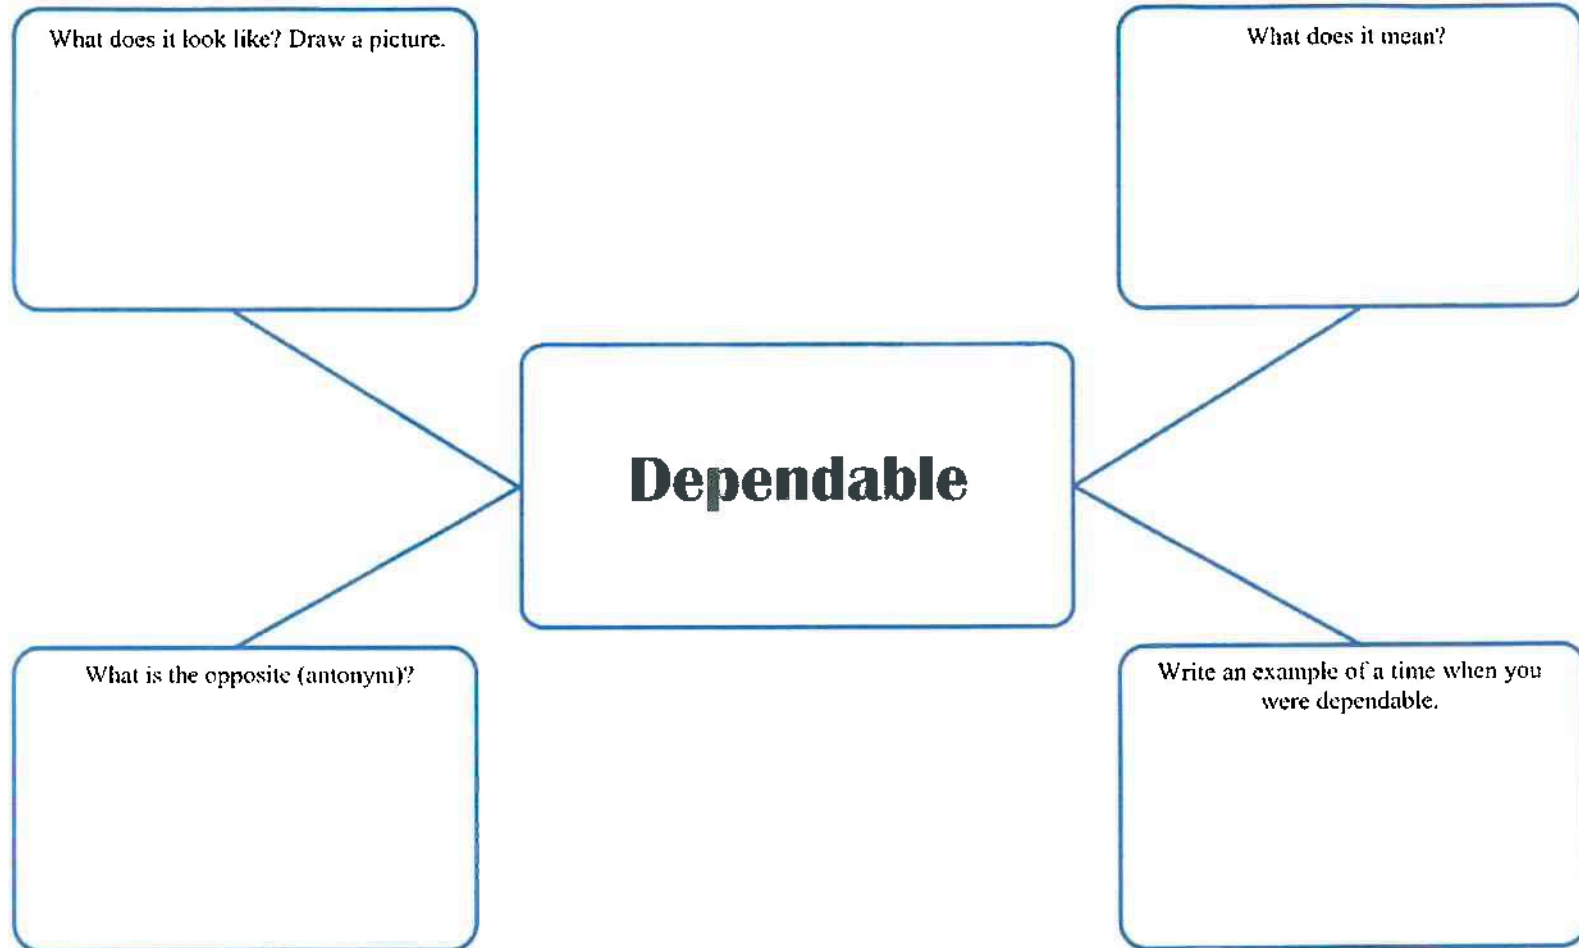 What does it look like? Draw a picture.
What does it mean?
Dependable
What is the opposite (antonym)?
Write an example of a time when you
were dependable.